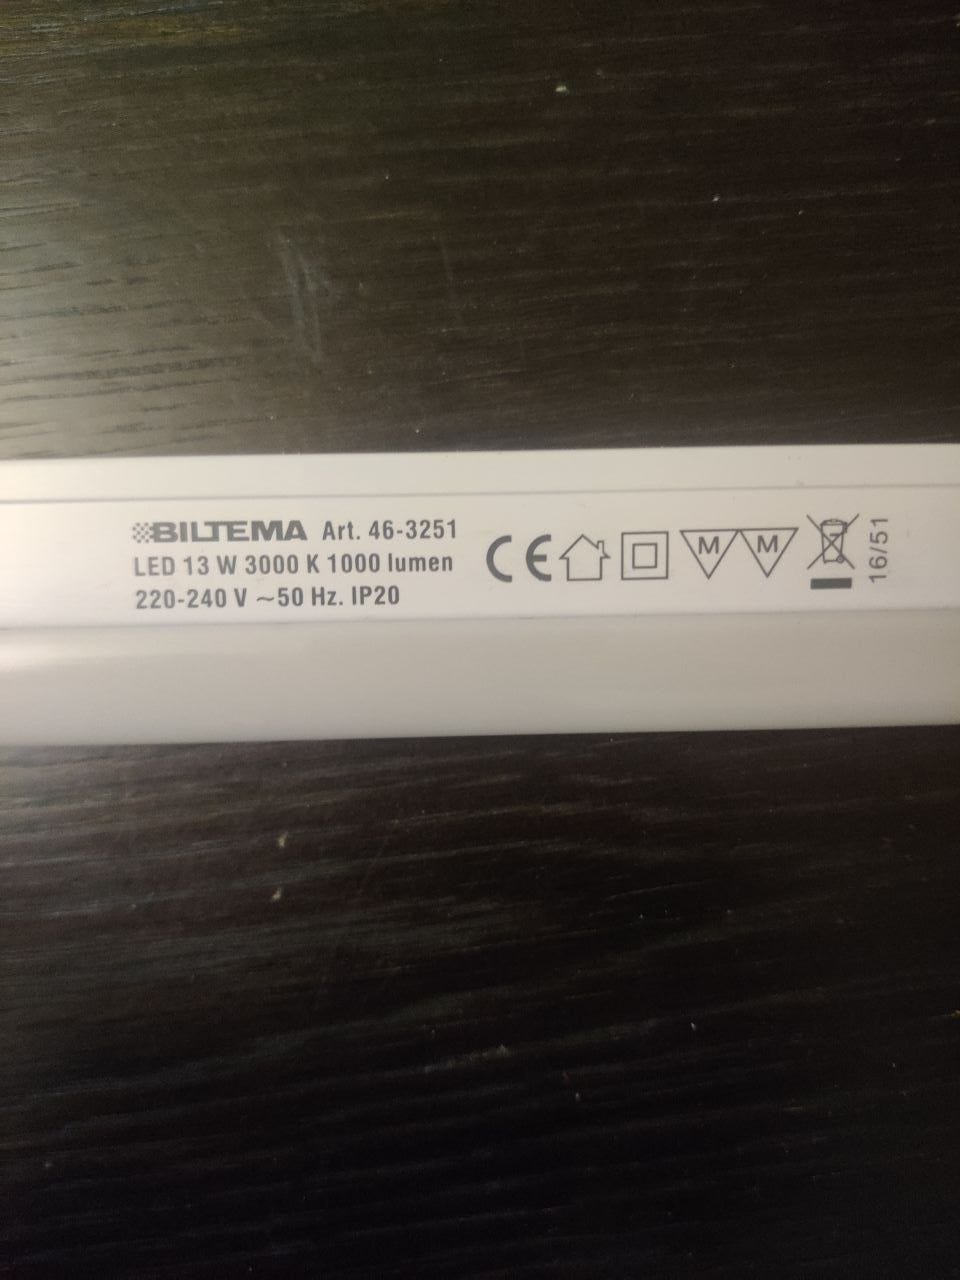 BILTEMA Art. 46-3251
LED 13 W 3000 K 1000 lumen
220-240 V ~50 Hz. IP20
CE
M M
16/51